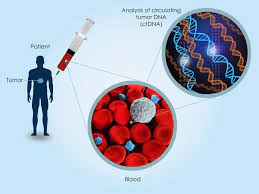 Analysis of circulating
tumor DNA
(ctDNA)
Patient
Tumor
Blood